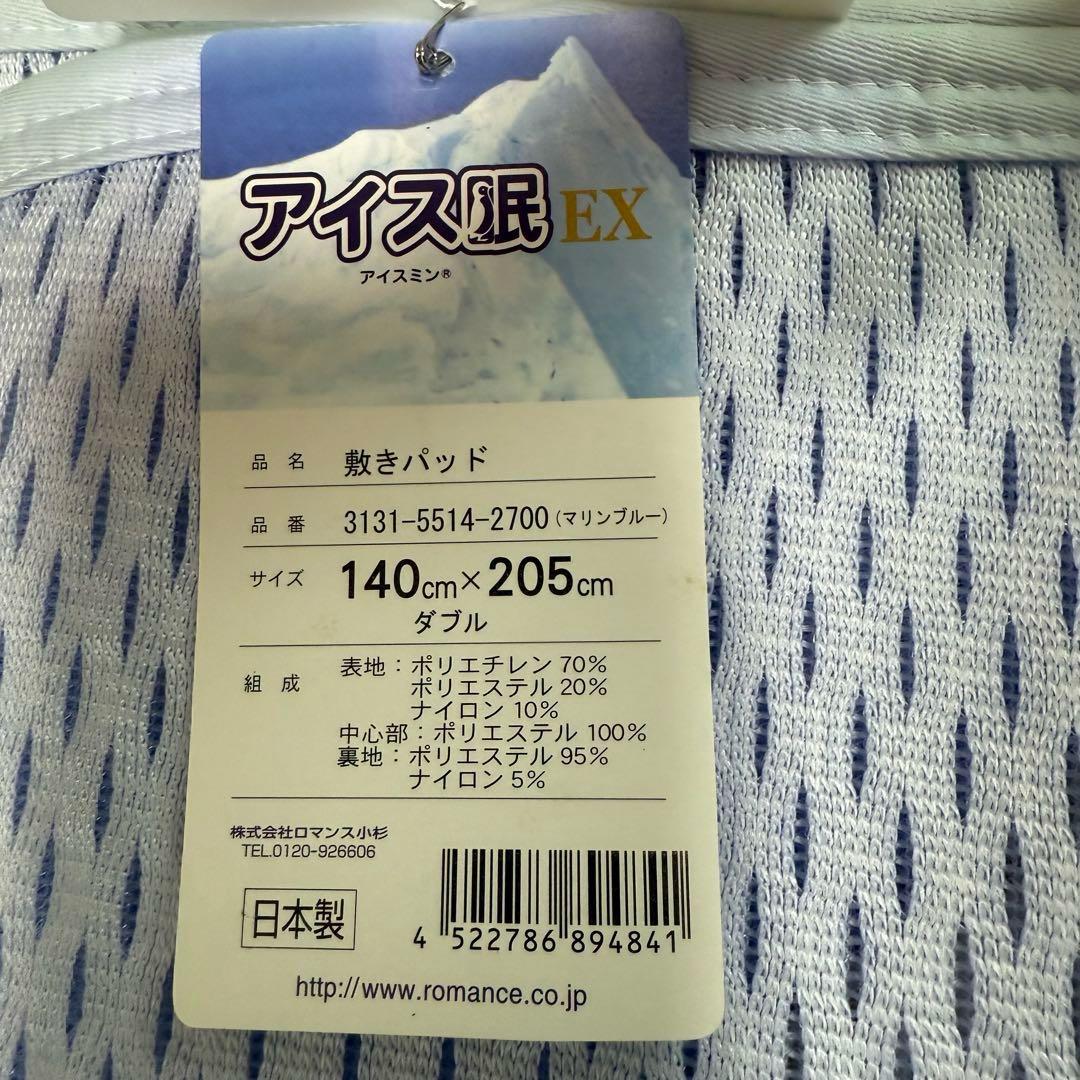 アイス眠EX
アイスミン®
品 名 敷きパッド
品 番 3131-5514-2700(マリンブルー)
サイズ 140cm×205cm
ダブル
組 成 表地:ポリエチレン 70%
ポリエステル 20%
ナイロン 10%
中心部:ポリエステル 100%
裏地:ポリエステル 95%
ナイロン 5%
株式会社ロマンス小杉
TEL.0120-926606
日本製
4 522786 894841
http://www.romance.co.jp